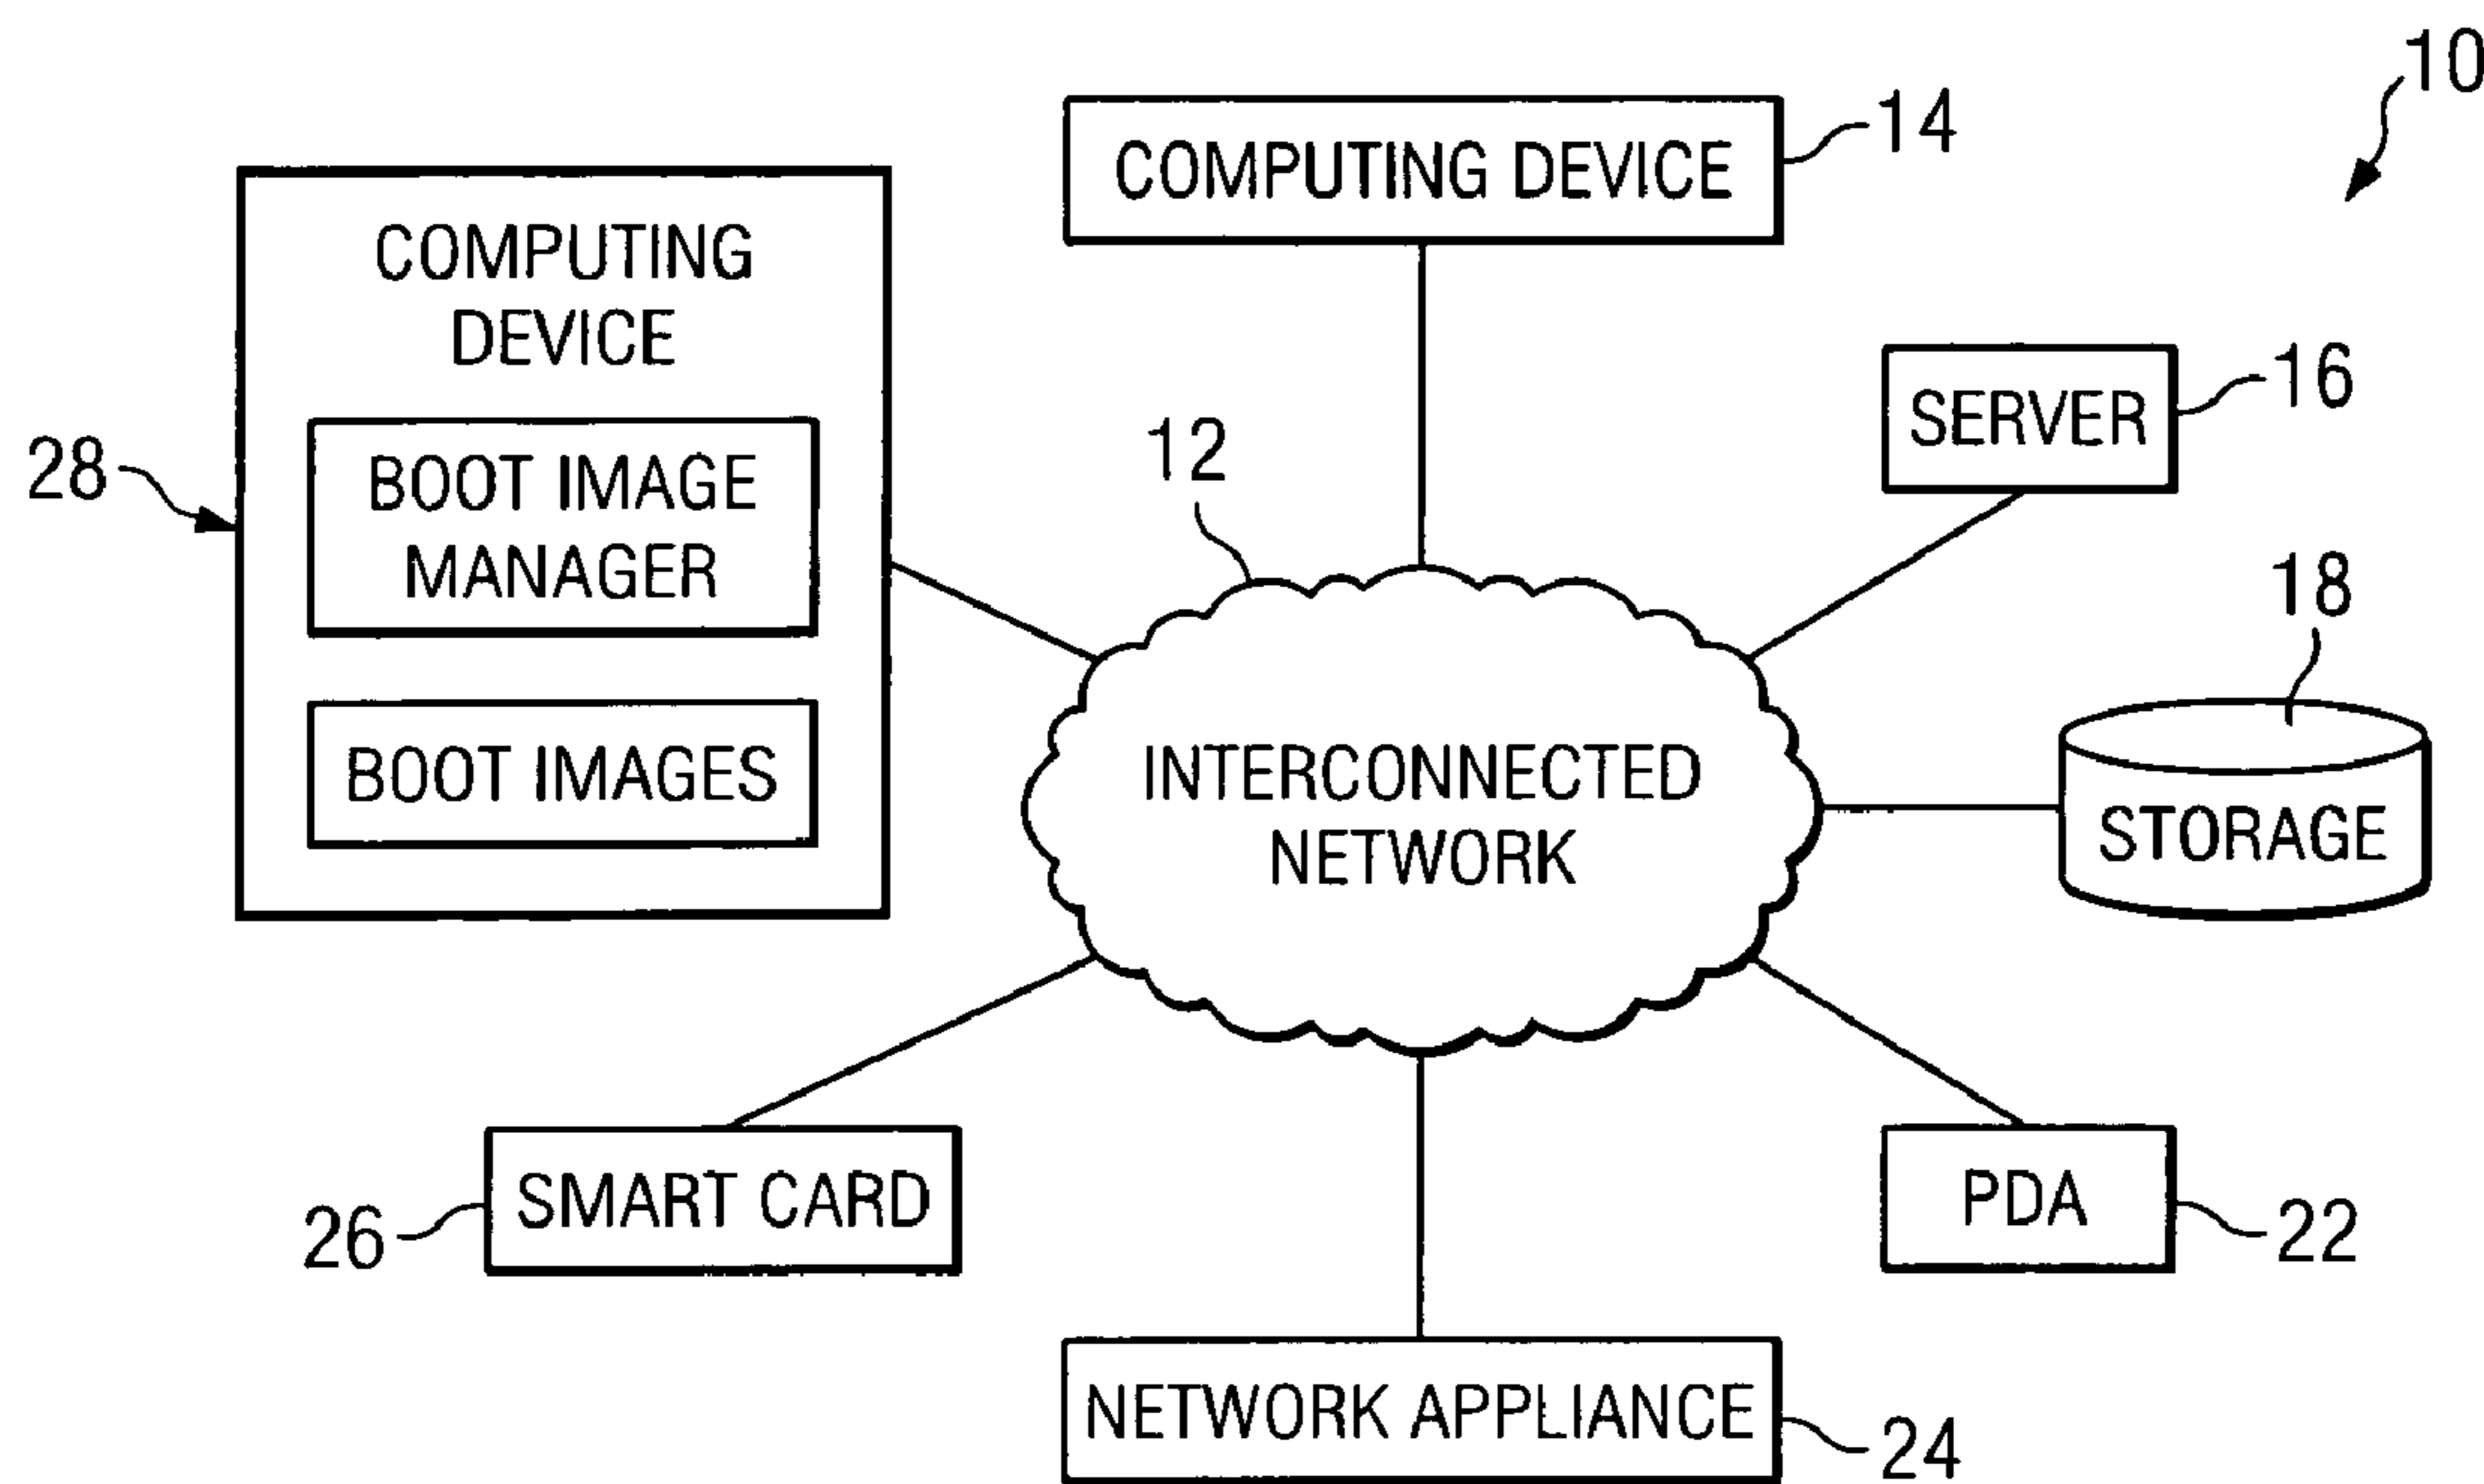 10
COMPUTING DEVICE
14
COMPUTING
DEVICE
BOOT IMAGE
MANAGER
BOOT IMAGES
28
SERVER
16
12
18
INTERCONNECTED
NETWORK
STORAGE
SMART CARD
26
PDA
22
NETWORK APPLIANCE
24